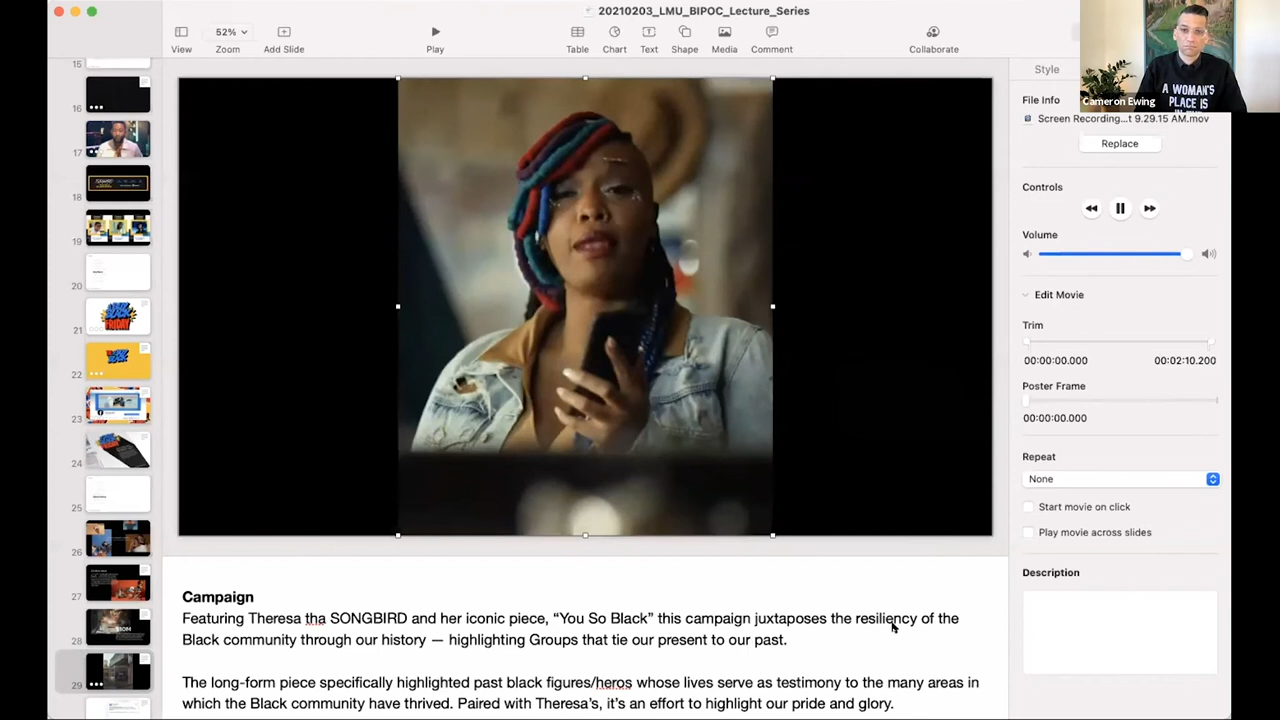 20210203_LMU_BIPOC_Lecture_Series
52%
View
Zoom
Add Slide
Play
Table
Chart
Text
Shape
Media
Comment
Collaborate
Style
Cameron Ewing
A WOMAN'S
PLACE IS
File Info
Screen Recording...t 9.29.15 AM.mov
Replace
Controls
Volume
Edit Movie
Trim
00:00:00.000
00:02:10.200
Poster Frame
00:00:00.000
Repeat
None
Start movie on click
Play movie across slides
Description
15
16
17
18
19
20
21
FRIDAY
22
23
24
25
26
27
28
29
Campaign
Featuring Theresa tha SONGBIRD and her iconic piece, “You So Black” this campaign juxtaposes the resiliency of the
Black community through our history — highlighting Groups that tie our present to our past.
The long-form piece specifically highlighted past Black figures/heros whose lives serve as testimony to the many areas in
which the Black community have thrived. Paired with Theresa’s, it’s an effort to highlight our pride and glory.